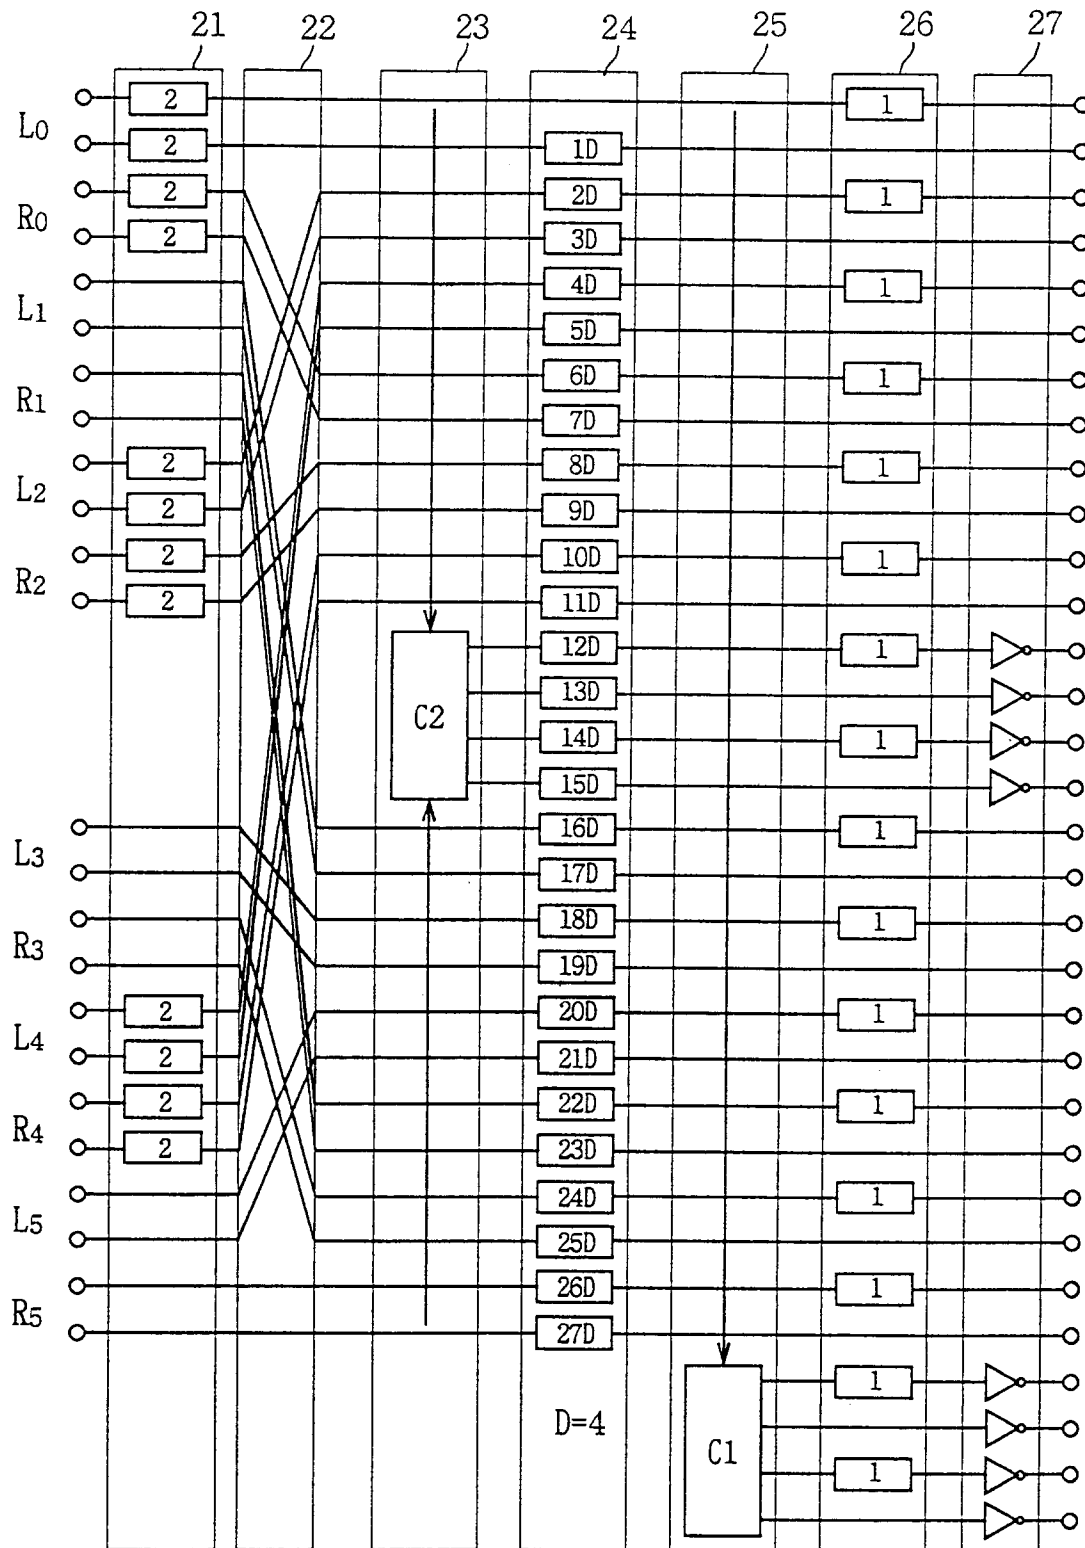 21 22 23 24 25 26 27
2 1
L0
2 1D
2 2D 1
R0
2 3D
4D 1
L1
5D
6D 1
R1
7D
2 8D 1
L2
2 9D
2 10D 1
R2
2 11D
12D 1
13D
C2
14D 1
15D
16D 1
L3
17D
18D 1
R3
19D
2 20D 1
L4
2 21D
2 22D 1
R4
2 23D
24D 1
L5
25D
26D 1
R5
27D
1
D=4
C1
1